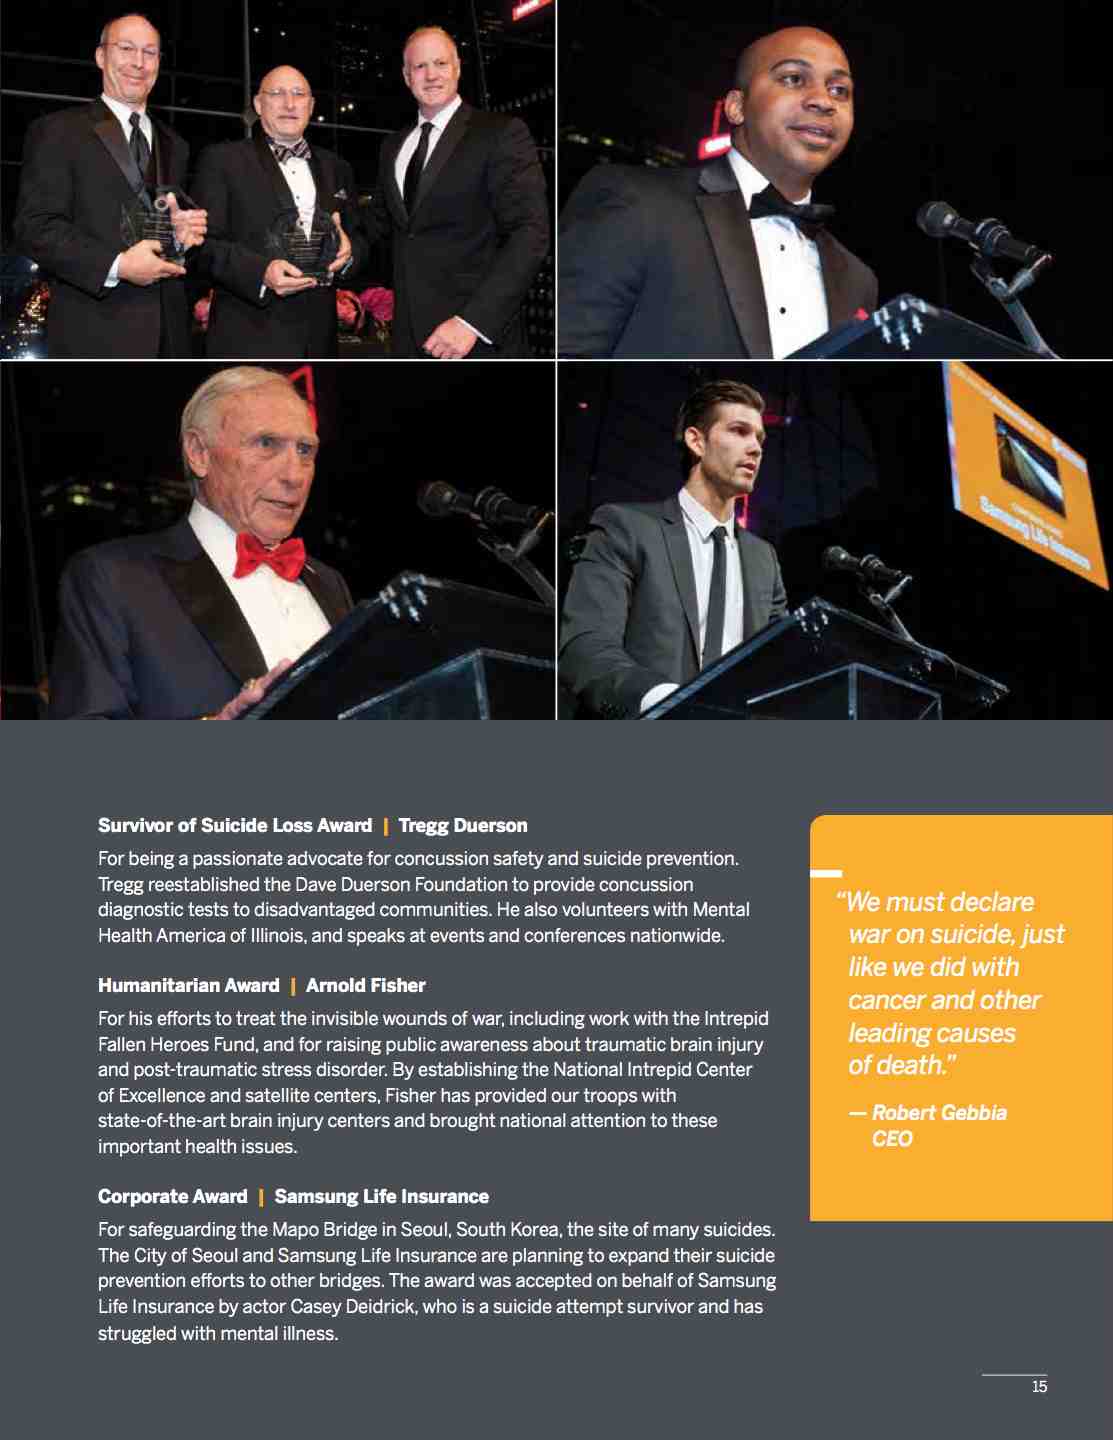 Samsung Life Insurance
Survivor of Suicide Loss Award | Tregg Duerson
For being a passionate advocate for concussion safety and suicide prevention.
Tregg reestablished the Dave Duerson Foundation to provide concussion
diagnostic tests to disadvantaged communities. He also volunteers with Mental
Health America of Illinois, and speaks at events and conferences nationwide.
Humanitarian Award | Arnold Fisher
For his efforts to treat the invisible wounds of war, including work with the Intrepid
Fallen Heroes Fund, and for raising public awareness about traumatic brain injury
and post-traumatic stress disorder. By establishing the National Intrepid Center
of Excellence and satellite centers, Fisher has provided our troops with
state-of-the-art brain injury centers and brought national attention to these
important health issues.
Corporate Award | Samsung Life Insurance
For safeguarding the Mapo Bridge in Seoul, South Korea, the site of many suicides.
The City of Seoul and Samsung Life Insurance are planning to expand their suicide
prevention efforts to other bridges. The award was accepted on behalf of Samsung
Life Insurance by actor Casey Deidrick, who is a suicide attempt survivor and has
struggled with mental illness.
“We must declare
war on suicide, just
like we did with
cancer and other
leading causes
of death.”
— Robert Gebbia
CEO
15